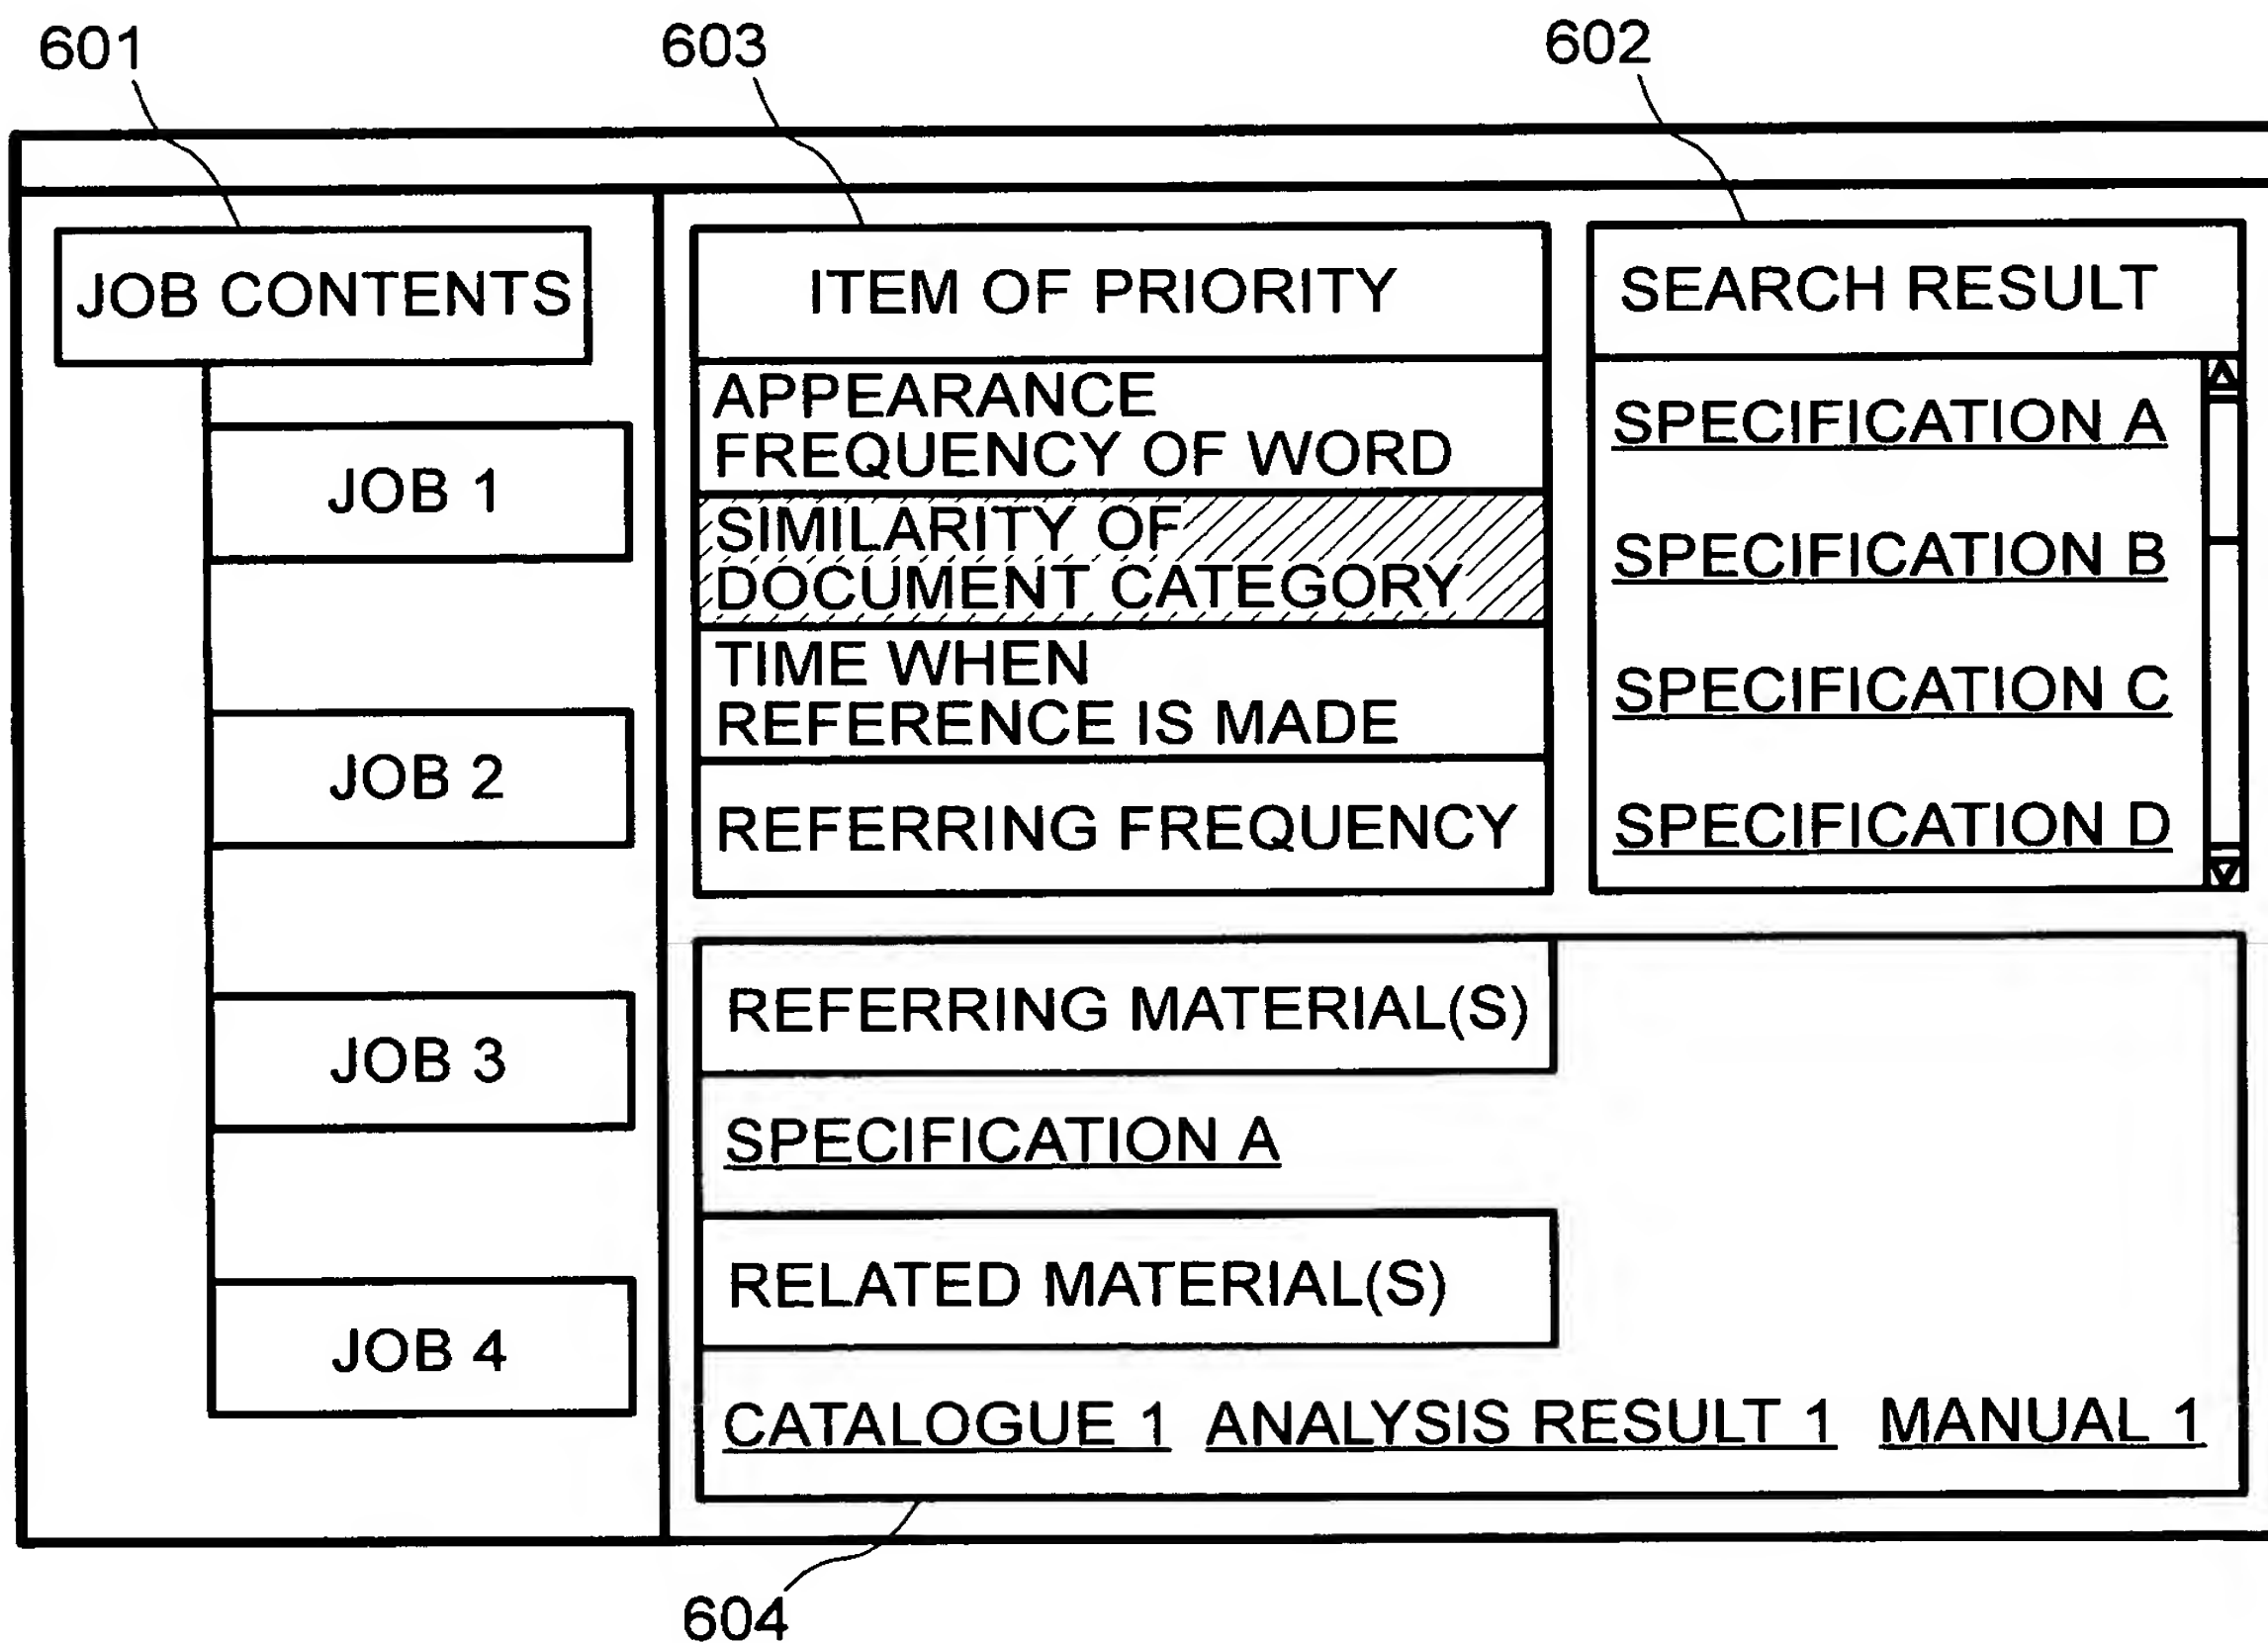 601
603
602
JOB CONTENTS
JOB 1
JOB 2
JOB 3
JOB 4
ITEM OF PRIORITY
APPEARANCE
FREQUENCY OF WORD
SIMILARITY OF
DOCUMENT CATEGORY
TIME WHEN
REFERENCE IS MADE
REFERRING FREQUENCY
SEARCH RESULT
SPECIFICATION A
SPECIFICATION B
SPECIFICATION C
SPECIFICATION D
REFERRING MATERIAL(S)
SPECIFICATION A
RELATED MATERIAL(S)
CATALOGUE 1 ANALYSIS RESULT 1 MANUAL 1
604